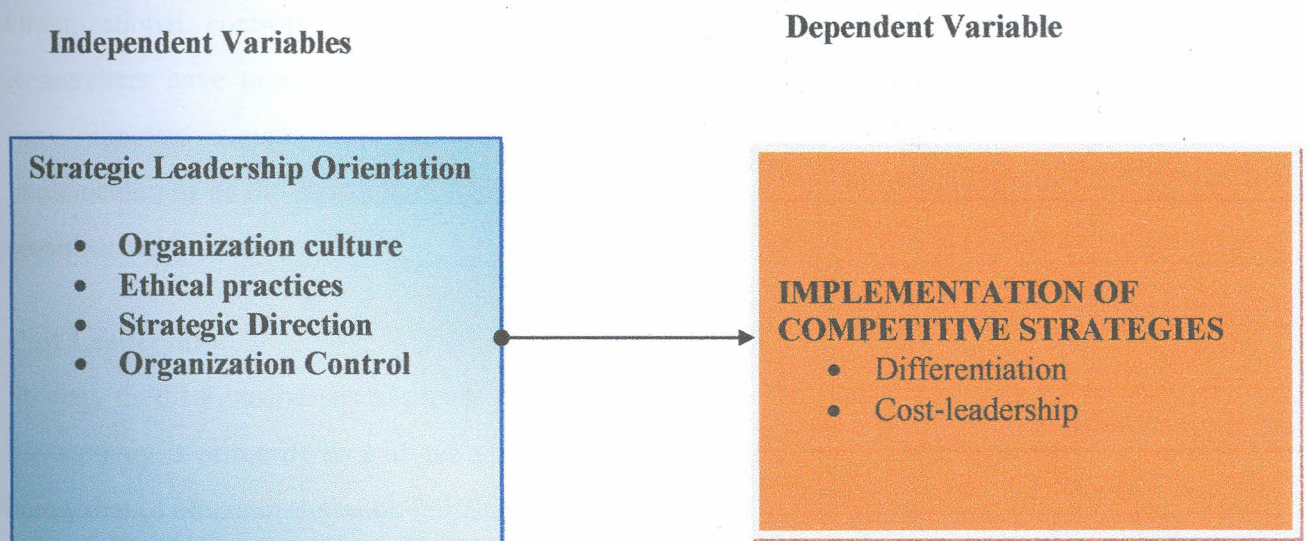 Independent Variables
Dependent Variable
Strategic Leadership Orientation
• Organization culture
• Ethical practices
• Strategic Direction
• Organization Control
IMPLEMENTATION OF
COMPETITIVE STRATEGIES
• Differentiation
• Cost-leadership